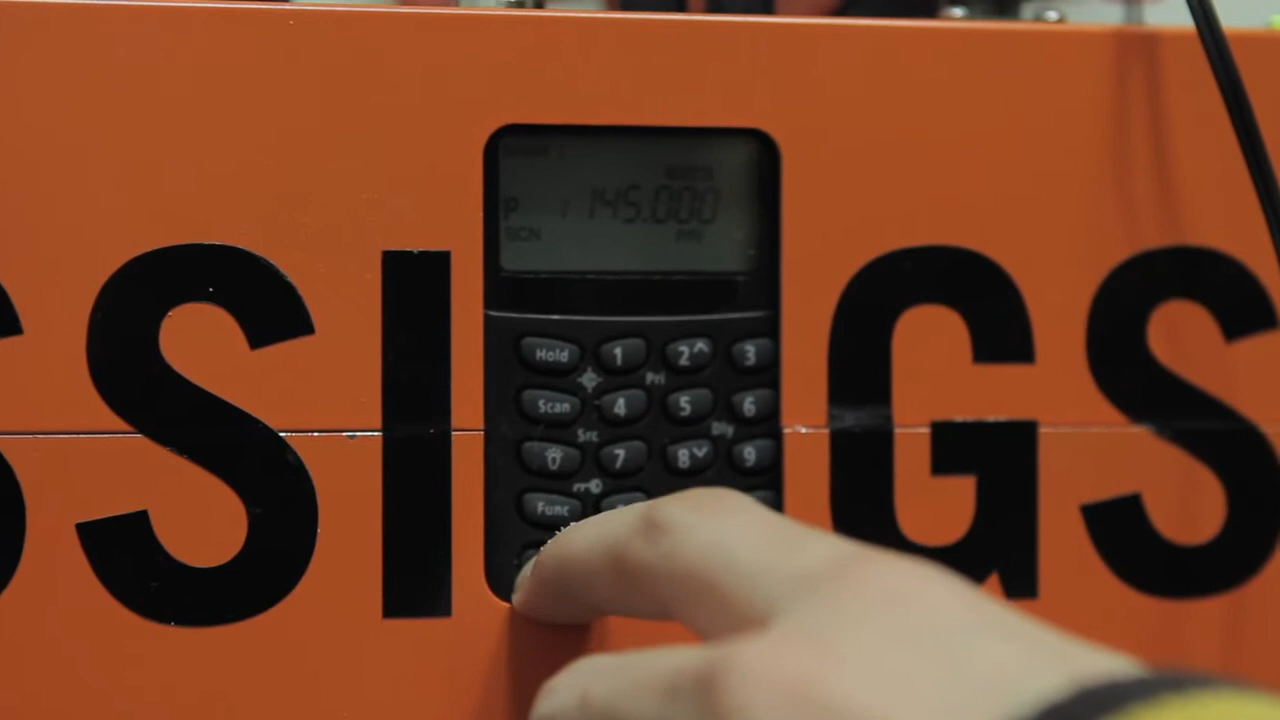 P 1 145.000
SCN
SSI GS
Hold 1 2 3
Pri
Scan 4 5 6
Src Dly
7 8 9
Func